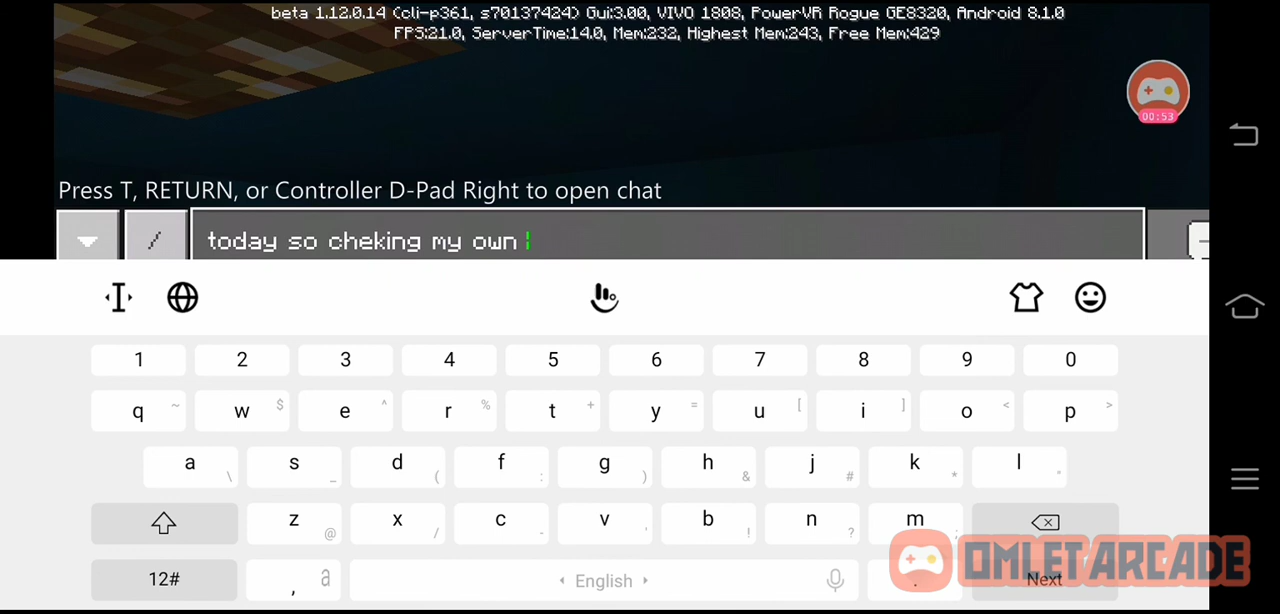 beta 1.12.0.14 (cli-p361, s70137424) Gui:3.00, VIVO 1808, PowerVR Rogue GE8320, Android 8.1.0
FPS:21.0, ServerTime:14.0, Mem:232, Highest Mem:243, Free Mem:429
00:53
Press T, RETURN, or Controller D-Pad Right to open chat
/ today so cheking my own
1 2 3 4 5 6 7 8 9 0
q ~ w $ e ^ r % t + y = u [ i ] o < p >
a \ s _ d ( f : g ) h & j # k * l "
z @ x / c - v ' b ! n ? m ;
12# , a English . Next
OMLET ARCADE